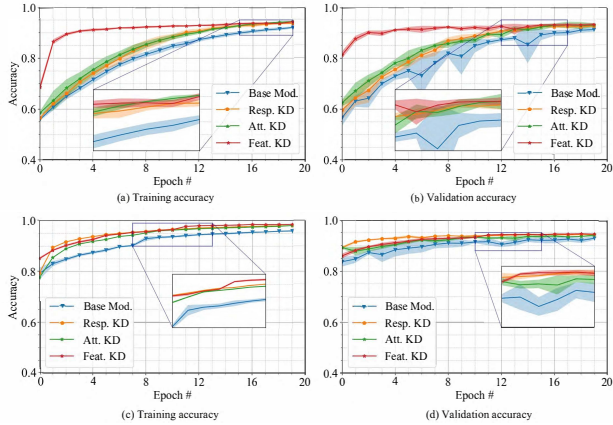 1.0
0.8
0.6
0.4
Accuracy
Base Mod.
Resp. KD
Att. KD
Feat. KD
0 4 8 12 16 20
Epoch #
(a) Training accuracy
1.0
0.8
0.6
0.4
Base Mod.
Resp. KD
Att. KD
Feat. KD
0 4 8 12 16 20
Epoch #
(b) Validation accuracy
1.0
0.8
0.6
0.4
Accuracy
Base Mod.
Resp. KD
Att. KD
Feat. KD
0 4 8 12 16 20
Epoch #
(c) Training accuracy
1.0
0.8
0.6
0.4
Base Mod.
Resp. KD
Att. KD
Feat. KD
0 4 8 12 16 20
Epoch #
(d) Validation accuracy